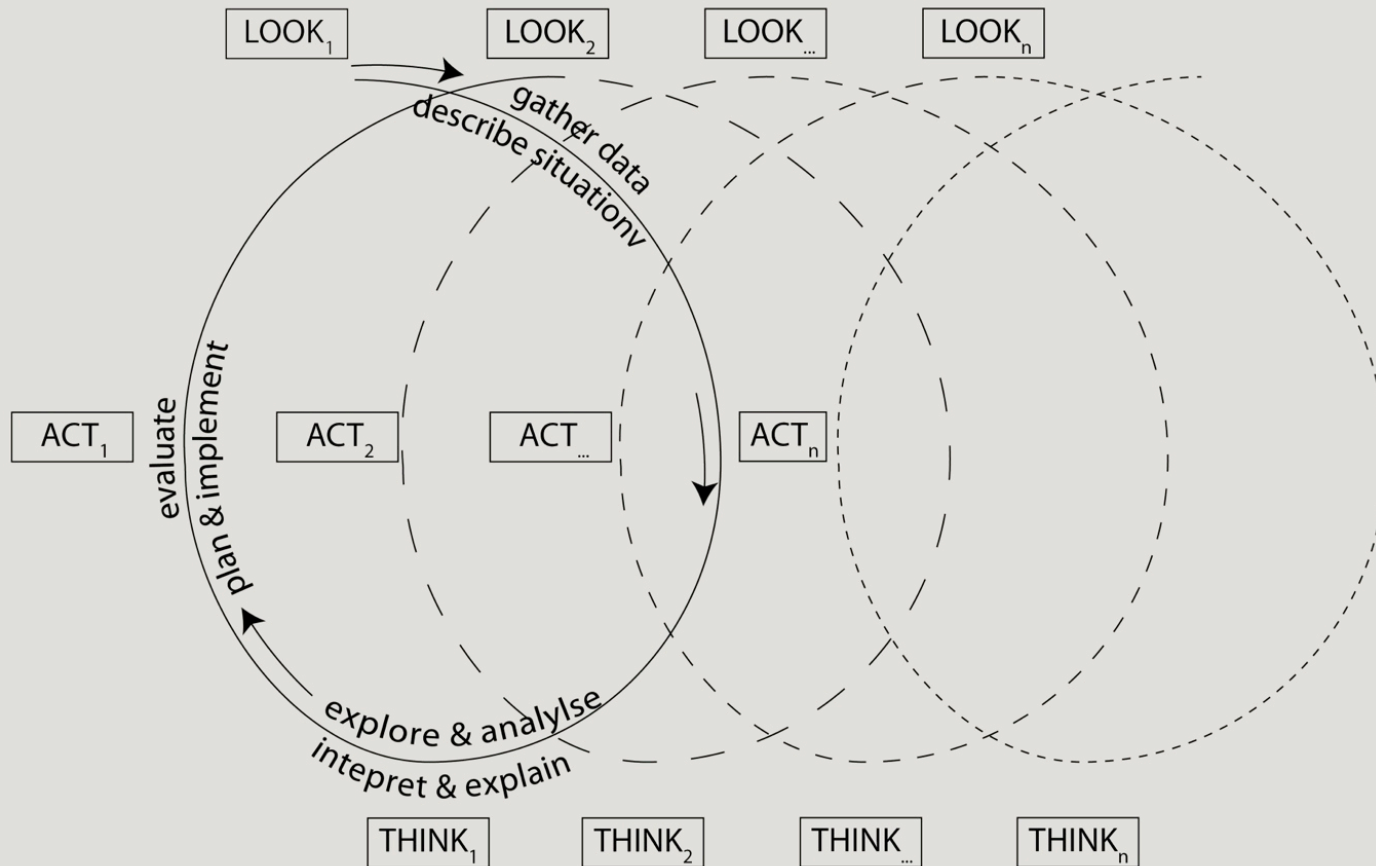 LOOK₁
LOOK₂
LOOK...
LOOKₙ
gather data
describe situationv
ACT₁
evaluate
plan & implement
ACT₂
ACT...
ACTₙ
explore & analylse
intepret & explain
THINK₁
THINK₂
THINK...
THINKₙ